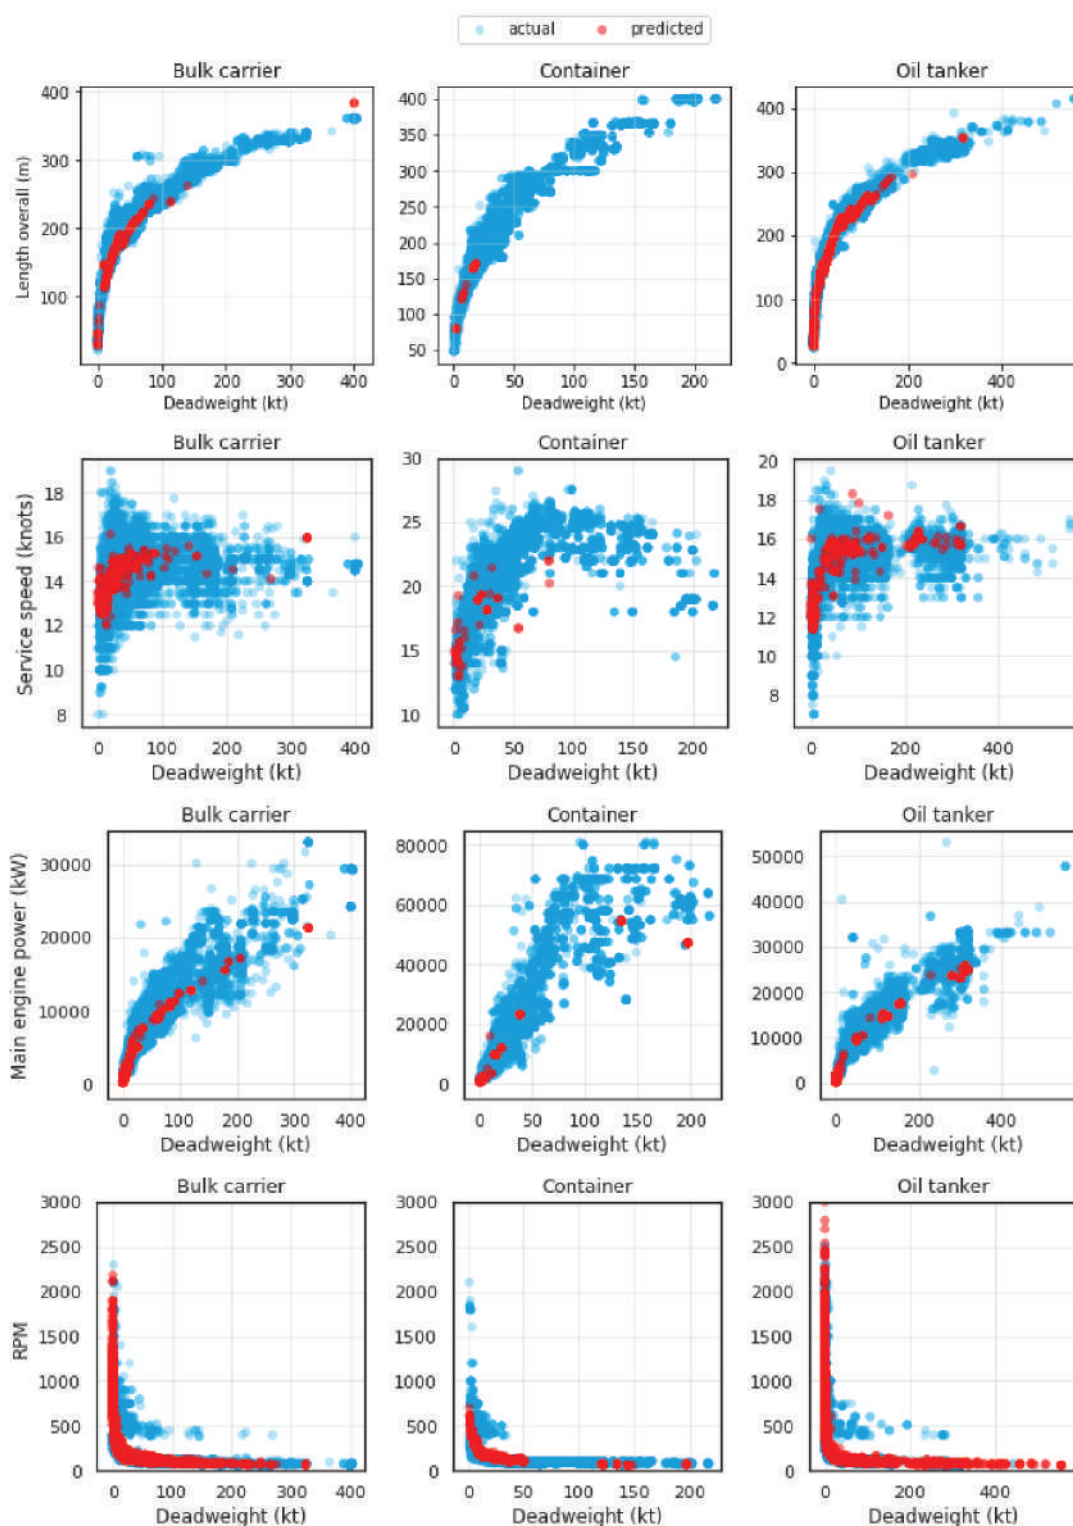 actual predicted
Bulk carrier Container Oil tanker
400 400 400
350
300 300 300
250
200 200 200
150
100 100 100
50 0
Length overall (m)
0 100 200 300 400 0 50 100 150 200 0 200 400
Deadweight (kt) Deadweight (kt) Deadweight (kt)
Bulk carrier Container Oil tanker
30 20
18 18
25 16
16
14 20 14
12 12
10 15 10
8 10 8
Service speed (knots)
0 100 200 300 400 0 50 100 150 200 0 200 400
Deadweight (kt) Deadweight (kt) Deadweight (kt)
Bulk carrier Container Oil tanker
80000
30000 50000
60000 40000
20000 30000
40000
10000 20000 20000
10000
0 0 0
Main engine power (kW)
0 100 200 300 400 0 50 100 150 200 0 200 400
Deadweight (kt) Deadweight (kt) Deadweight (kt)
Bulk carrier Container Oil tanker
3000 3000 3000
2500 2500 2500
2000 2000 2000
1500 1500 1500
1000 1000 1000
500 500 500
0 0 0
RPM
0 100 200 300 400 0 50 100 150 200 0 200 400
Deadweight (kt) Deadweight (kt) Deadweight (kt)